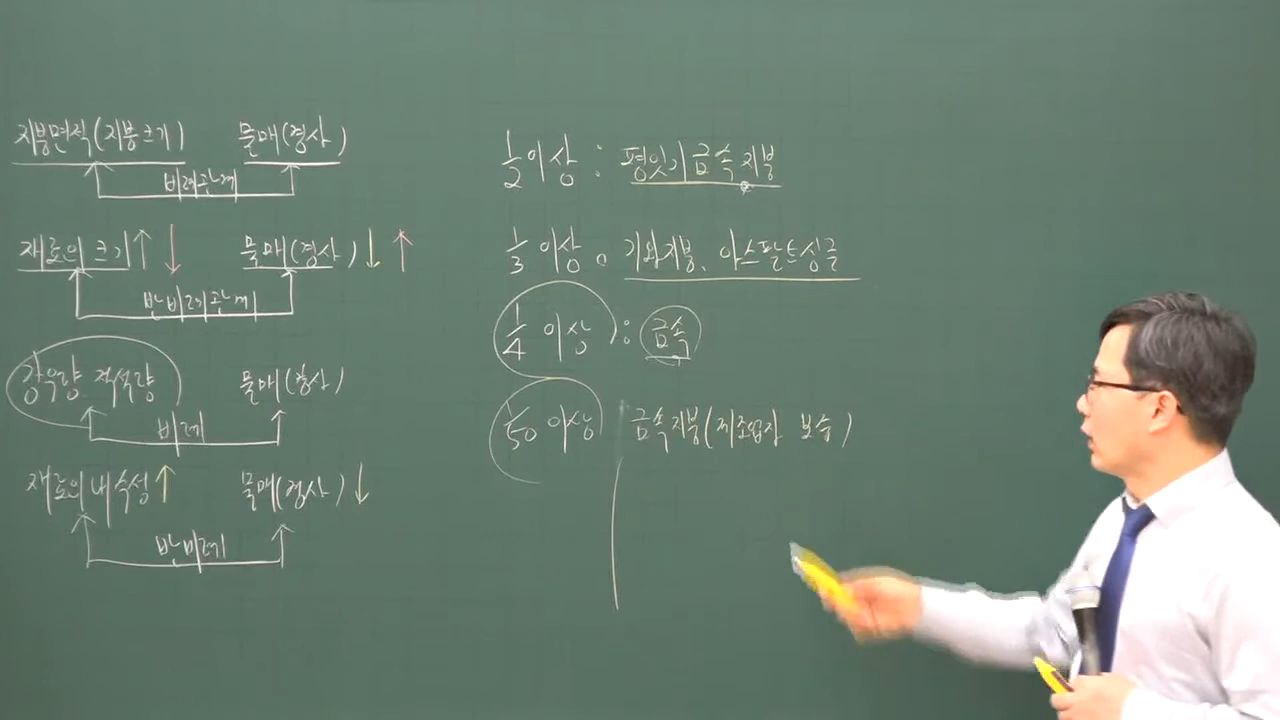 지붕면적(지붕크기) 물매(경사)
비례관계
재료의 크기↑ ↓ 물매(경사)↓ ↑
반비례관계
강우량 적설량 물매(경사)
비례
재료의 내수성↑ 물매(경사)↓
반비례
1/2 이상 : 평잇기금속지붕
1/3 이상 : 기와지붕, 아스팔트싱글
1/4 이상 : 금속
1/50 이상 금속지붕(제조업자 보증)